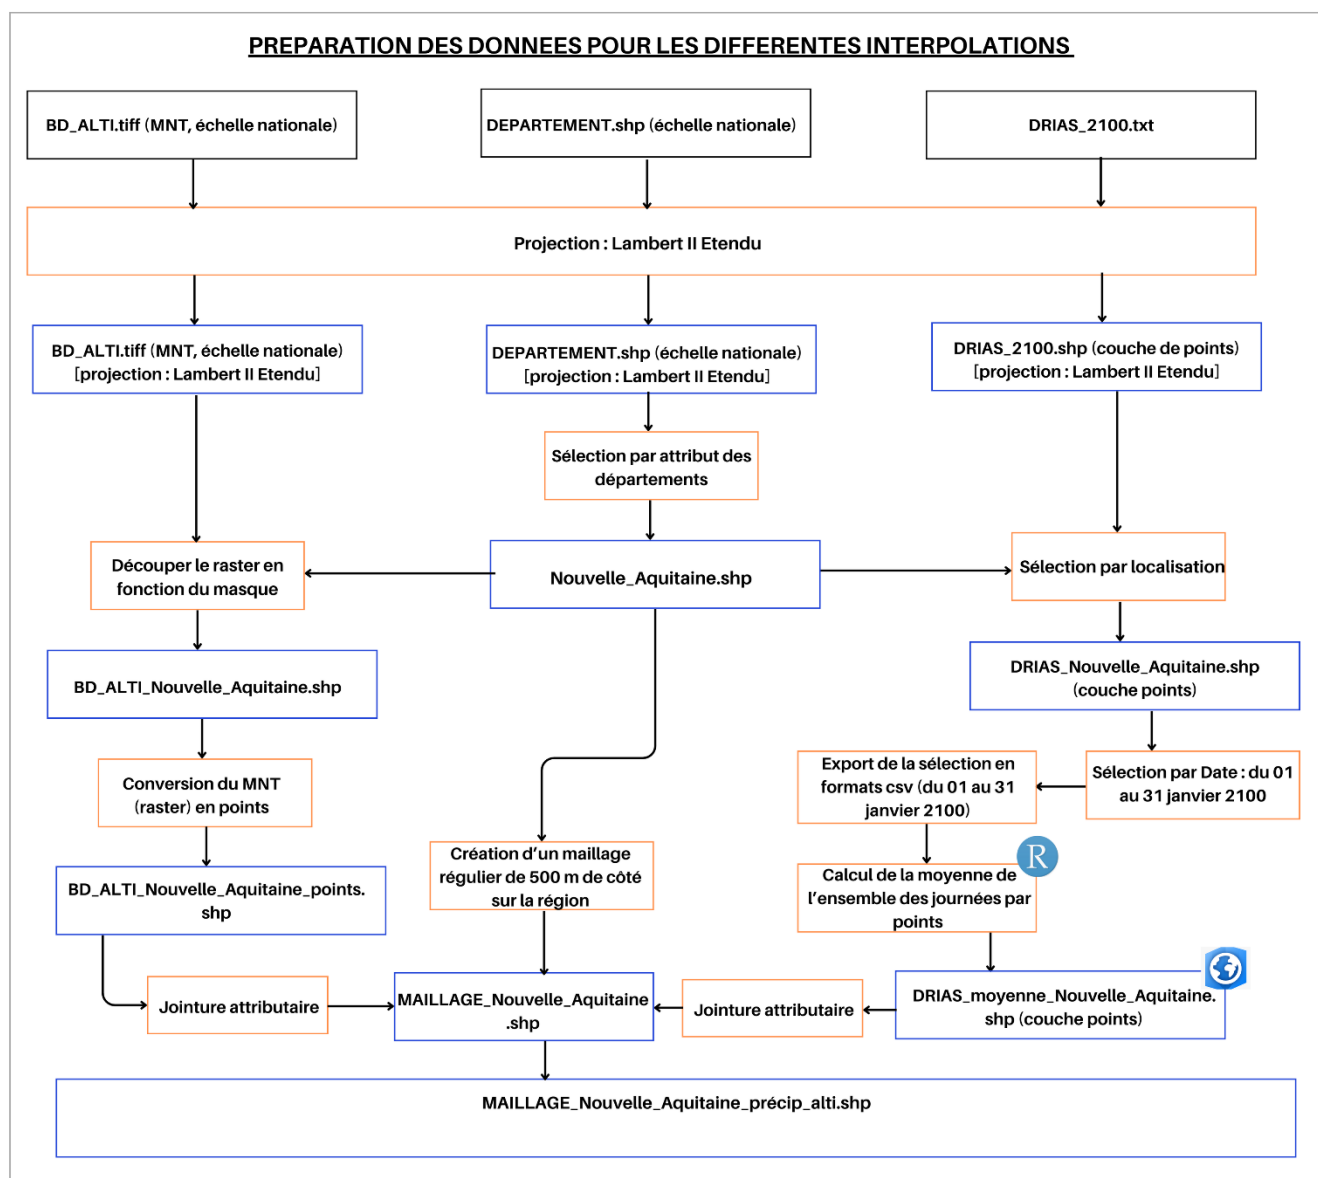 PREPARATION DES DONNEES POUR LES DIFFERENTES INTERPOLATIONS
BD_ALTI.tiff (MNT, échelle nationale)
DEPARTEMENT.shp (échelle nationale)
DRIAS_2100.txt
Projection : Lambert II Etendu
BD_ALTI.tiff (MNT, échelle nationale)
[projection : Lambert II Etendu]
DEPARTEMENT.shp (échelle nationale)
[projection : Lambert II Etendu]
DRIAS_2100.shp (couche de points)
[projection : Lambert II Etendu]
Sélection par attribut des
départements
Découper le raster en
fonction du masque
Nouvelle_Aquitaine.shp
Sélection par localisation
BD_ALTI_Nouvelle_Aquitaine.shp
DRIAS_Nouvelle_Aquitaine.shp
(couche points)
Conversion du MNT
(raster) en points
Export de la sélection en
formats csv (du 01 au 31
janvier 2100)
Sélection par Date : du 01
au 31 janvier 2100
BD_ALTI_Nouvelle_Aquitaine_points.
shp
Création d’un maillage
régulier de 500 m de côté
sur la région
R
Calcul de la moyenne de
l’ensemble des journées par
points
Jointure attributaire
MAILLAGE_Nouvelle_Aquitaine
.shp
Jointure attributaire
DRIAS_moyenne_Nouvelle_Aquitaine.
shp (couche points)
MAILLAGE_Nouvelle_Aquitaine_précip_alti.shp